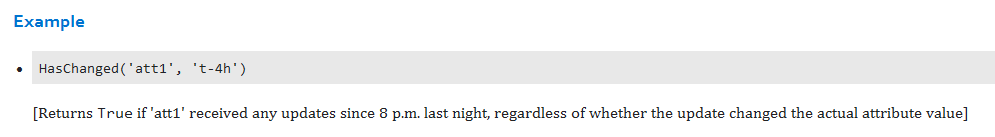 Example
• HasChanged('att1', 't-4h')
[Returns True if 'att1' received any updates since 8 p.m. last night, regardless of whether the update changed the actual attribute value]